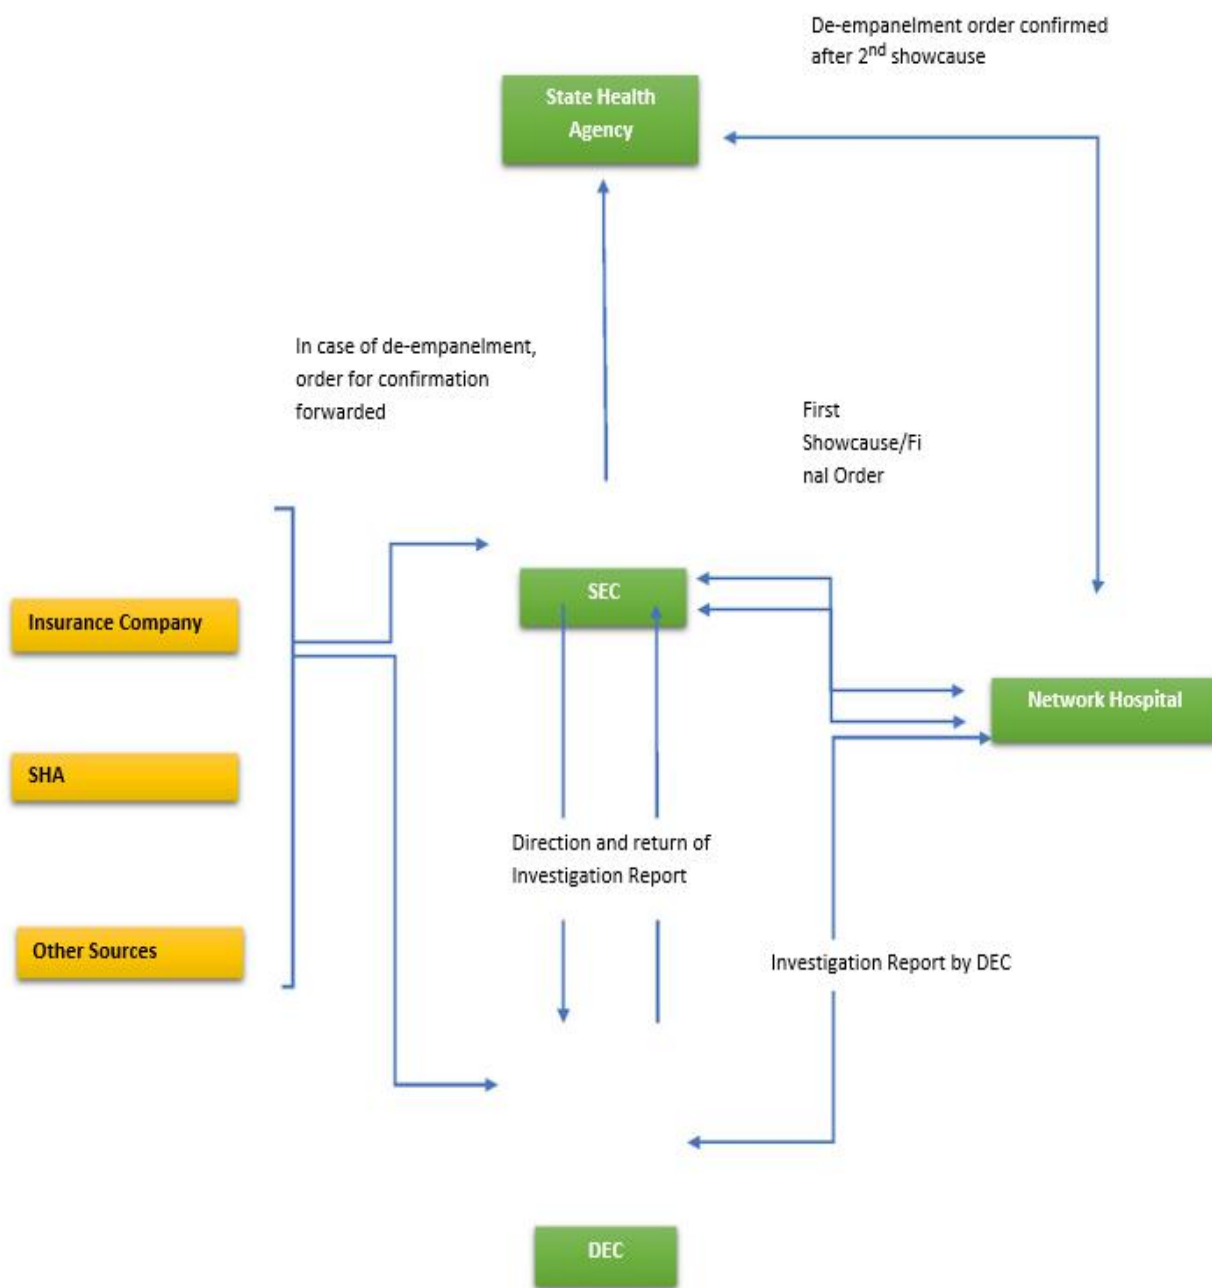 De-empanelment order confirmed
after 2nd showcause
State Health
Agency
In case of de-empanelment,
order for confirmation
forwarded
First
Showcause/Fi
nal Order
SEC
Insurance Company
Network Hospital
SHA
Direction and return of
Investigation Report
Other Sources
Investigation Report by DEC
DEC